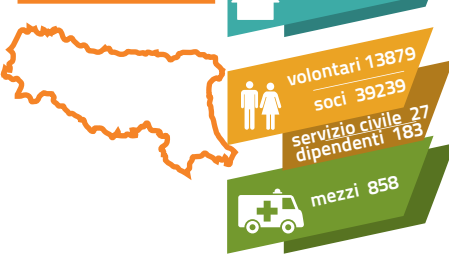 volontari 13879
soci 39239
servizio civile 27
dipendenti 183
mezzi 858